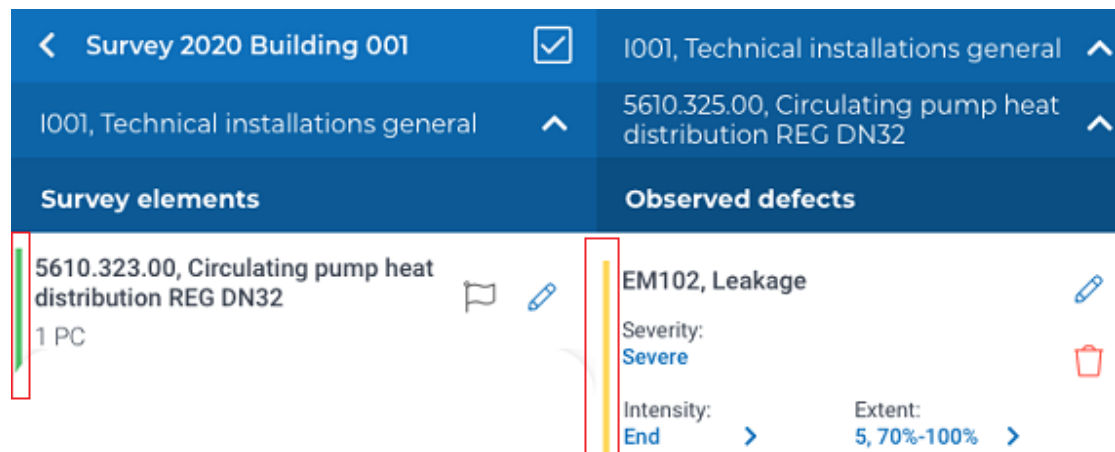 Survey 2020 Building 001
I001, Technical installations general
Survey elements
5610.323.00, Circulating pump heat
distribution REG DN32
1 PC
I001, Technical installations general
5610.325.00, Circulating pump heat
distribution REG DN32
Observed defects
EM102, Leakage
Severity:
Severe
Intensity: Extent:
End 5, 70%-100%